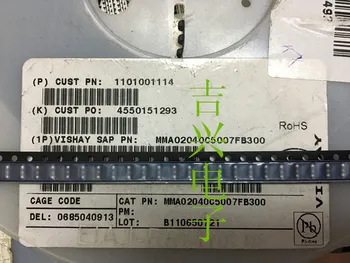 (P) CUST PN: 1101001114
(K) CUST PO: 4550151293
(1P)VISHAY SAP PN: MMA02040C5007FB300
RoHS
CAGE CODE
CAT PN: MMA02040C5007FB300
PM:
DEL: 0685040913
LOT: B110650721
吉兴电子